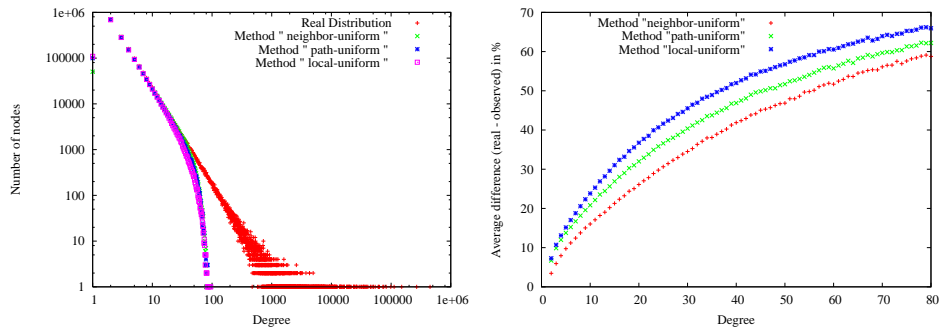 Real Distribution
Method " neighbor-uniform "
Method " path-uniform "
Method " local-uniform "
1e+06
100000
10000
1000
100
10
1
Number of nodes
1 10 100 1000 10000 100000 1e+06
Degree
Method "neighbor-uniform"
Method "path-uniform"
Method "local-uniform"
70
60
50
40
30
20
10
0
Average difference (real - observed) in %
0 10 20 30 40 50 60 70 80
Degree